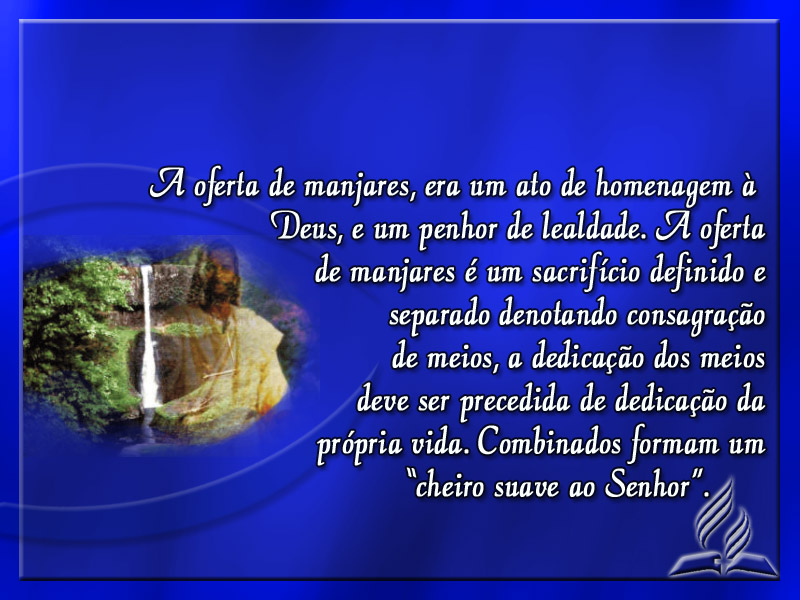 A oferta de manjares, era um ato de homenagem à
Deus, e um penhor de lealdade. A oferta
de manjares é um sacrifício definido e
separado denotando consagração
de meios, a dedicação dos meios
deve ser precedida de dedicação da
própria vida. Combinados formam um
“cheiro suave ao Senhor”.